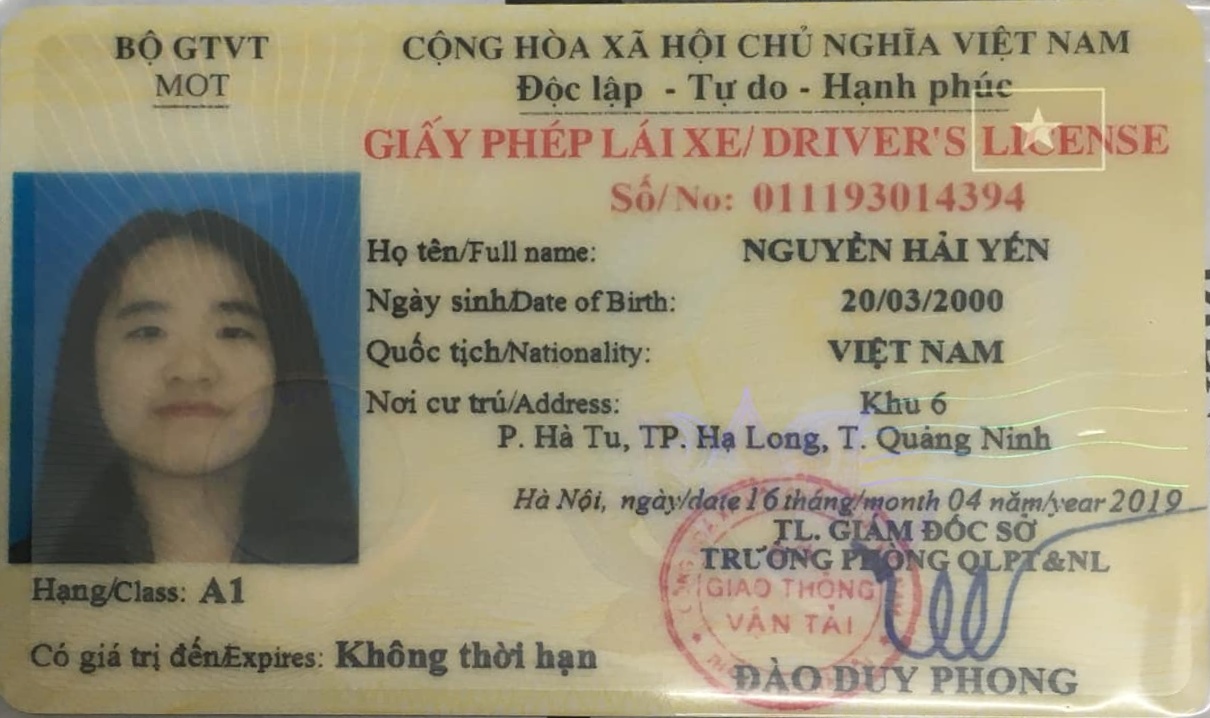 BỘ GTVT
MOT
CỘNG HÒA XÃ HỘI CHỦ NGHĨA VIỆT NAM
Độc lập - Tự do - Hạnh phúc
GIẤY PHÉP LÁI XE/ DRIVER'S LICENSE
Số/No: 011193014394
Họ tên/Full name: NGUYỄN HẢI YẾN
Ngày sinh/Date of Birth: 20/03/2000
Quốc tịch/Nationality: VIỆT NAM
Nơi cư trú/Address: Khu 6
P. Hà Tu, TP. Hạ Long, T. Quảng Ninh
Hà Nội, ngày/date 16 tháng/month 04 năm/year 2019
TL. GIÁM ĐỐC SỞ
TRƯỞNG PHÒNG QLPT&NL
GIAO THÔNG
VẬN TẢI
ĐÀO DUY PHONG
Hạng/Class: A1
Có giá trị đến/Expires: Không thời hạn